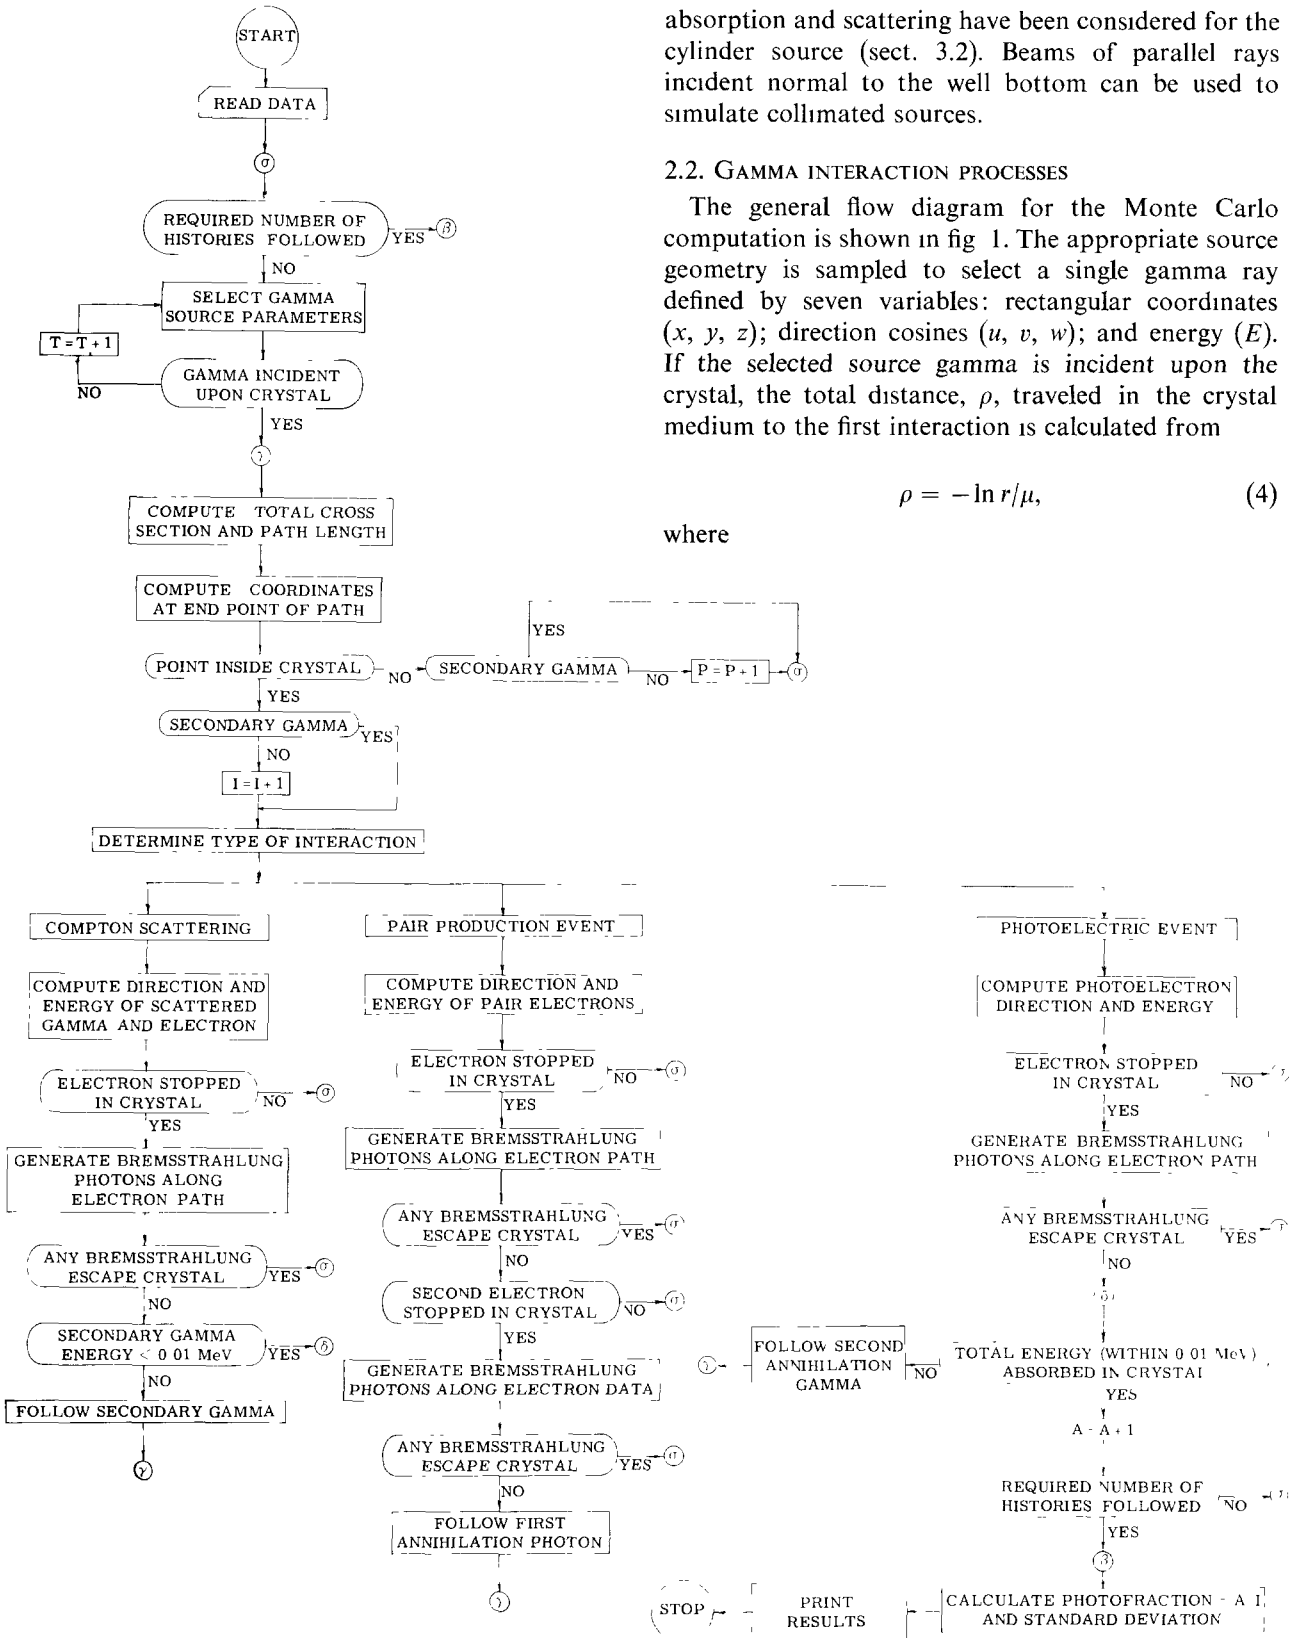 absorption and scattering have been considered for the
cylinder source (sect. 3.2). Beams of parallel rays
incident normal to the well bottom can be used to
simulate collimated sources.
2.2. GAMMA INTERACTION PROCESSES
The general flow diagram for the Monte Carlo
computation is shown in fig 1. The appropriate source
geometry is sampled to select a single gamma ray
defined by seven variables: rectangular coordinates
(x, y, z); direction cosines (u, v, w); and energy (E).
If the selected source gamma is incident upon the
crystal, the total distance, ρ, traveled in the crystal
medium to the first interaction is calculated from
ρ = −ln r/μ, (4)
where
START
READ DATA
σ
REQUIRED NUMBER OF
HISTORIES FOLLOWED
YES
β
NO
SELECT GAMMA
SOURCE PARAMETERS
T = T + 1
GAMMA INCIDENT
UPON CRYSTAL
NO
YES
γ
COMPUTE TOTAL CROSS
SECTION AND PATH LENGTH
COMPUTE COORDINATES
AT END POINT OF PATH
YES
POINT INSIDE CRYSTAL
NO
SECONDARY GAMMA
NO
P = P + 1
σ
YES
SECONDARY GAMMA
YES
NO
I = I + 1
DETERMINE TYPE OF INTERACTION
COMPTON SCATTERING
COMPUTE DIRECTION AND
ENERGY OF SCATTERED
GAMMA AND ELECTRON
ELECTRON STOPPED
IN CRYSTAL
NO
σ
YES
GENERATE BREMSSTRAHLUNG
PHOTONS ALONG
ELECTRON PATH
ANY BREMSSTRAHLUNG
ESCAPE CRYSTAL
YES
σ
NO
SECONDARY GAMMA
ENERGY < 0 01 MeV
YES
δ
NO
FOLLOW SECONDARY GAMMA
γ
PAIR PRODUCTION EVENT
COMPUTE DIRECTION AND
ENERGY OF PAIR ELECTRONS
ELECTRON STOPPED
IN CRYSTAL
NO
σ
YES
GENERATE BREMSSTRAHLUNG
PHOTONS ALONG ELECTRON PATH
ANY BREMSSTRAHLUNG
ESCAPE CRYSTAL
YES
σ
NO
SECOND ELECTRON
STOPPED IN CRYSTAL
NO
σ
YES
GENERATE BREMSSTRAHLUNG
PHOTONS ALONG ELECTRON DATA
ANY BREMSSTRAHLUNG
ESCAPE CRYSTAL
YES
σ
NO
FOLLOW FIRST
ANNIHILATION PHOTON
γ
PHOTOELECTRIC EVENT
COMPUTE PHOTOELECTRON
DIRECTION AND ENERGY
ELECTRON STOPPED
IN CRYSTAL
NO
YES
GENERATE BREMSSTRAHLUNG
PHOTONS ALONG ELECTRON PATH
ANY BREMSSTRAHLUNG
ESCAPE CRYSTAL
YES
NO
δ
TOTAL ENERGY (WITHIN 0 01 MeV)
ABSORBED IN CRYSTAL
NO
FOLLOW SECOND
ANNIHILATION
GAMMA
γ
YES
A - A + 1
REQUIRED NUMBER OF
HISTORIES FOLLOWED
NO
YES
β
CALCULATE PHOTOFRACTION - A I
AND STANDARD DEVIATION
PRINT
RESULTS
STOP